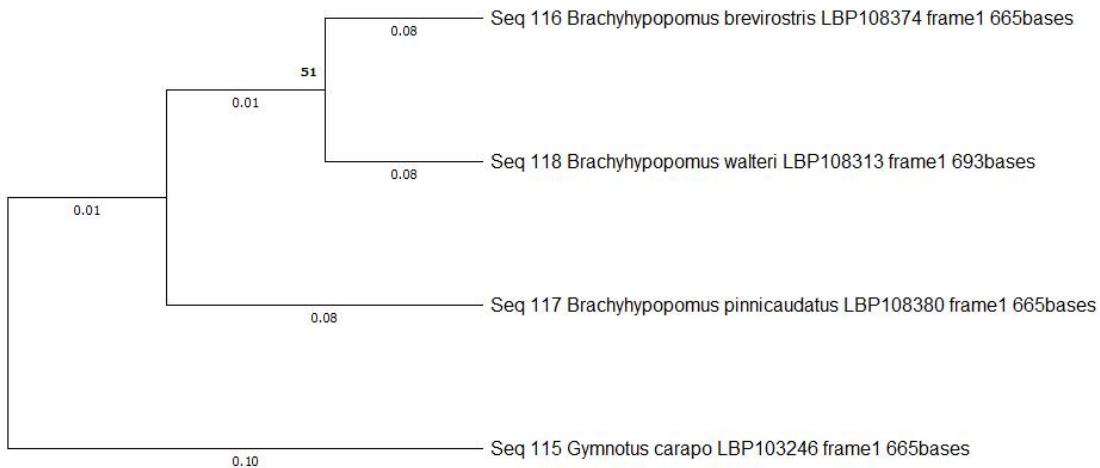 Seq 116 Brachyhypopomus brevirostris LBP108374 frame1 665bases
0.08
51
0.01
Seq 118 Brachyhypopomus walteri LBP108313 frame1 693bases
0.08
0.01
Seq 117 Brachyhypopomus pinnicaudatus LBP108380 frame1 665bases
0.08
Seq 115 Gymnotus carapo LBP103246 frame1 665bases
0.10